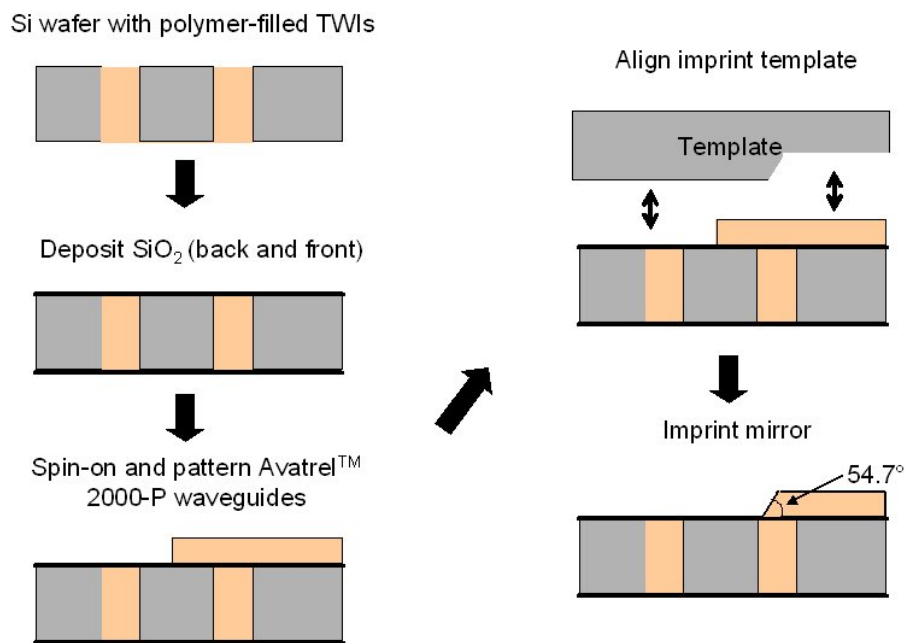 Si wafer with polymer-filled TWIs
Deposit SiO₂ (back and front)
Spin-on and pattern Avatrel™
2000-P waveguides
Align imprint template
Template
Imprint mirror
54.7°